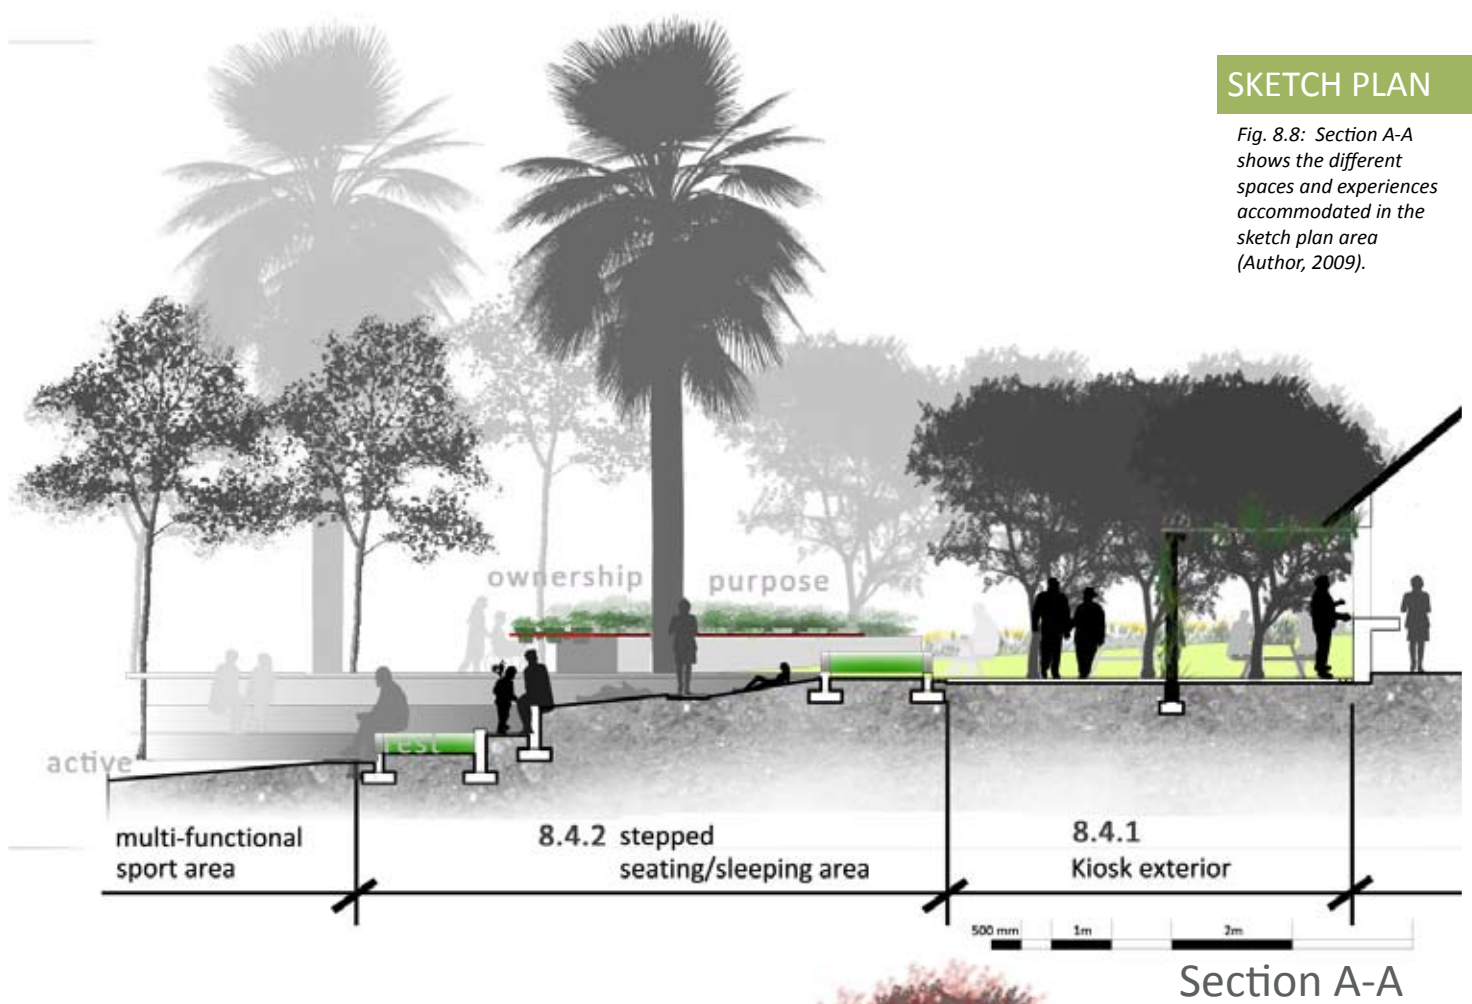 SKETCH PLAN
Fig. 8.8:  Section A-A
shows the different
spaces and experiences
accommodated in the
sketch plan area
(Author, 2009).
ownership purpose
rest
active
multi-functional
sport area
8.4.2 stepped
seating/sleeping area
8.4.1
Kiosk exterior
500 mm 1m 2m
Section A-A